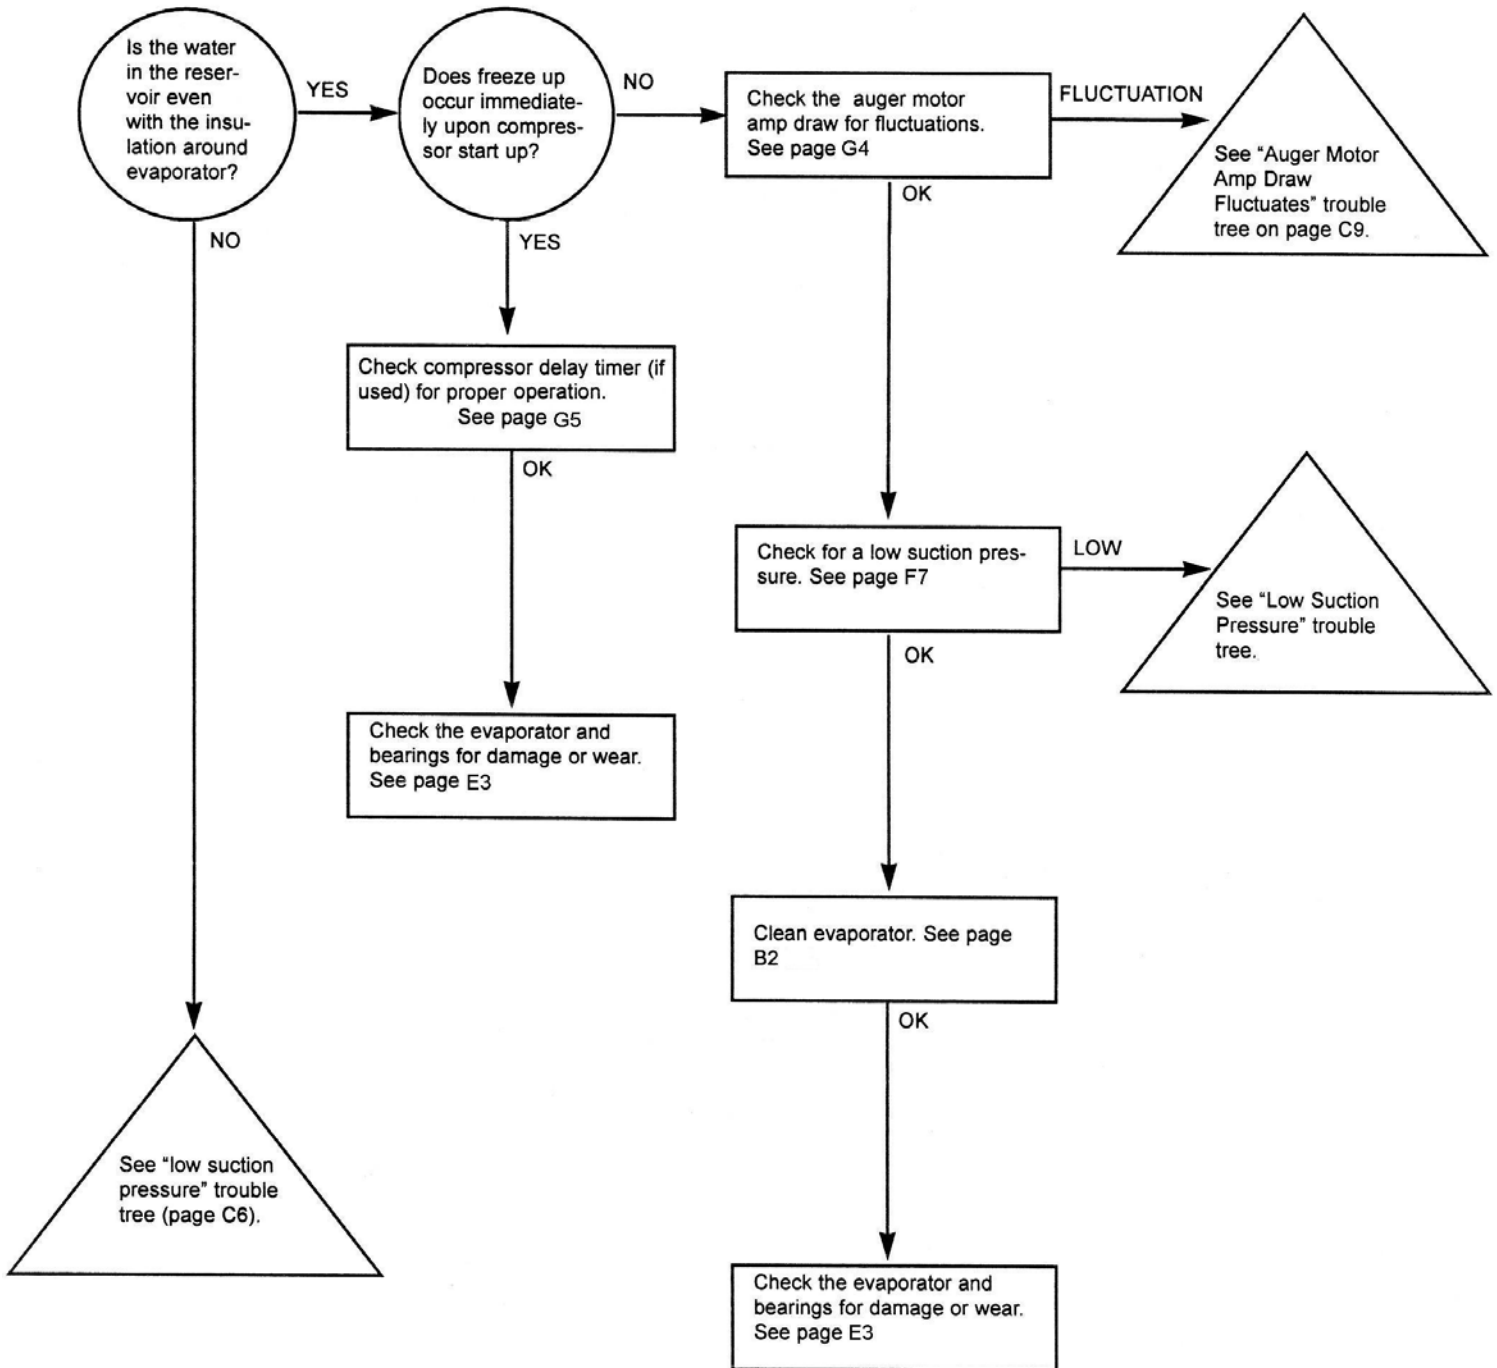 Is the water
in the reser-
voir even
with the insu-
lation around
evaporator?
YES
NO
Does freeze up
occur immediate-
ly upon compres-
sor start up?
NO
YES
Check the auger motor
amp draw for fluctuations.
See page G4
FLUCTUATION
OK
See “Auger Motor
Amp Draw
Fluctuates” trouble
tree on page C9.
Check compressor delay timer (if
used) for proper operation.
See page G5
OK
Check for a low suction pres-
sure. See page F7
LOW
OK
See “Low Suction
Pressure” trouble
tree.
Check the evaporator and
bearings for damage or wear.
See page E3
Clean evaporator. See page
B2
OK
See “low suction
pressure” trouble
tree (page C6).
Check the evaporator and
bearings for damage or wear.
See page E3